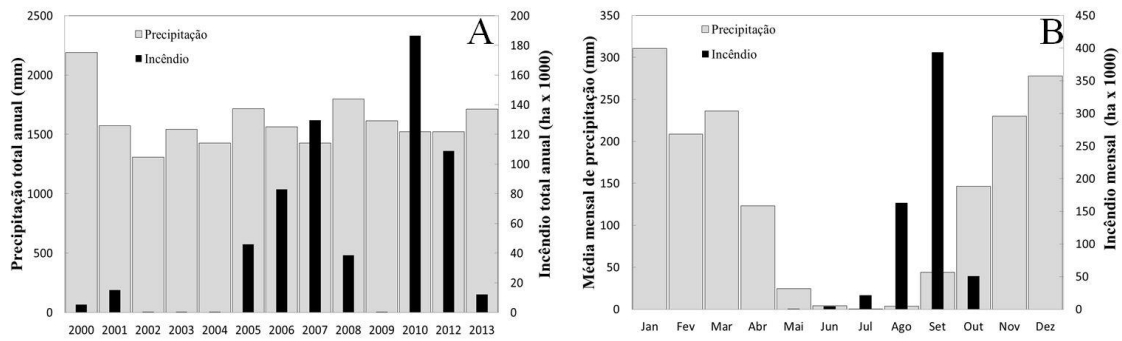 A
Precipitação
Incêndio
Precipitação total anual (mm)
2500
2000
1500
1000
500
0
200
180
160
140
120
100
80
60
40
20
0
Incêndio total anual (ha x 1000)
2000 2001 2002 2003 2004 2005 2006 2007 2008 2009 2010 2012 2013
B
Precipitação
Incêndio
Média mensal de precipitação (mm)
350
300
250
200
150
100
50
0
450
400
350
300
250
200
150
100
50
0
Incêndio mensal (ha x 1000)
Jan Fev Mar Abr Mai Jun Jul Ago Set Out Nov Dez